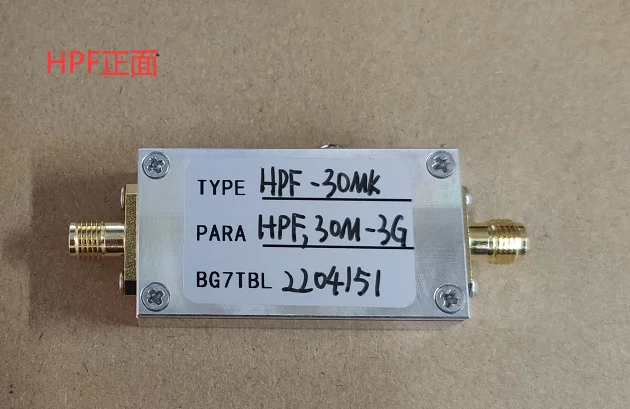 HPF正面
TYPE HPF-30MK
PARA HPF,30M-3G
BG7TBL 2204151